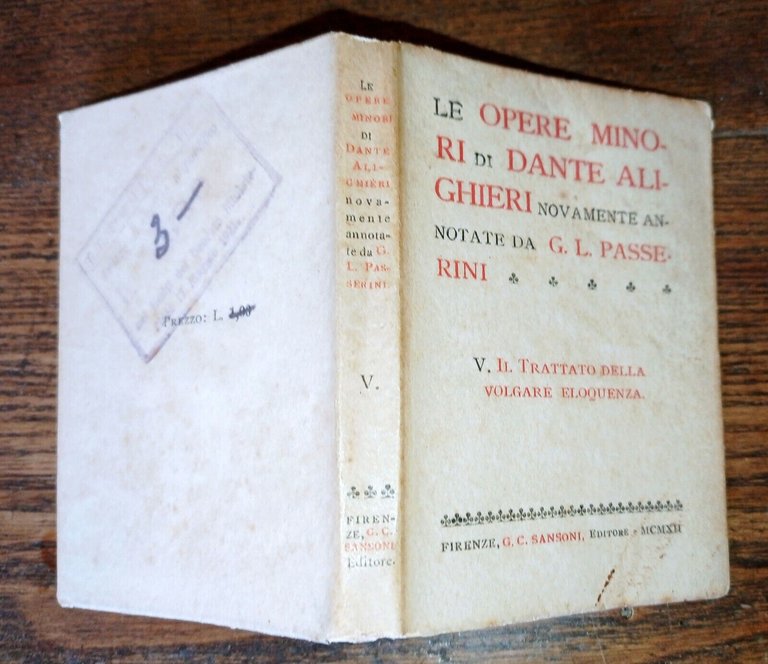 LE OPERE MINO-
RI DI DANTE ALI-
GHIERI NOVAMENTE AN-
NOTATE DA G. L. PASSE-
RINI
V. IL TRATTATO DELLA
VOLGARE ELOQUENZA.
FIRENZE, G. C. SANSONI, EDITORE - MCMXII
LE
OPERE
MINORI
DI
DANTE
ALI-
GHIERI
nova-
mente
annota-
te da G.
L. PAS-
SERINI
V.
FIREN-
ZE, G. C.
SANSONI
Editore.
3 —
PREZZO: L. 1,00